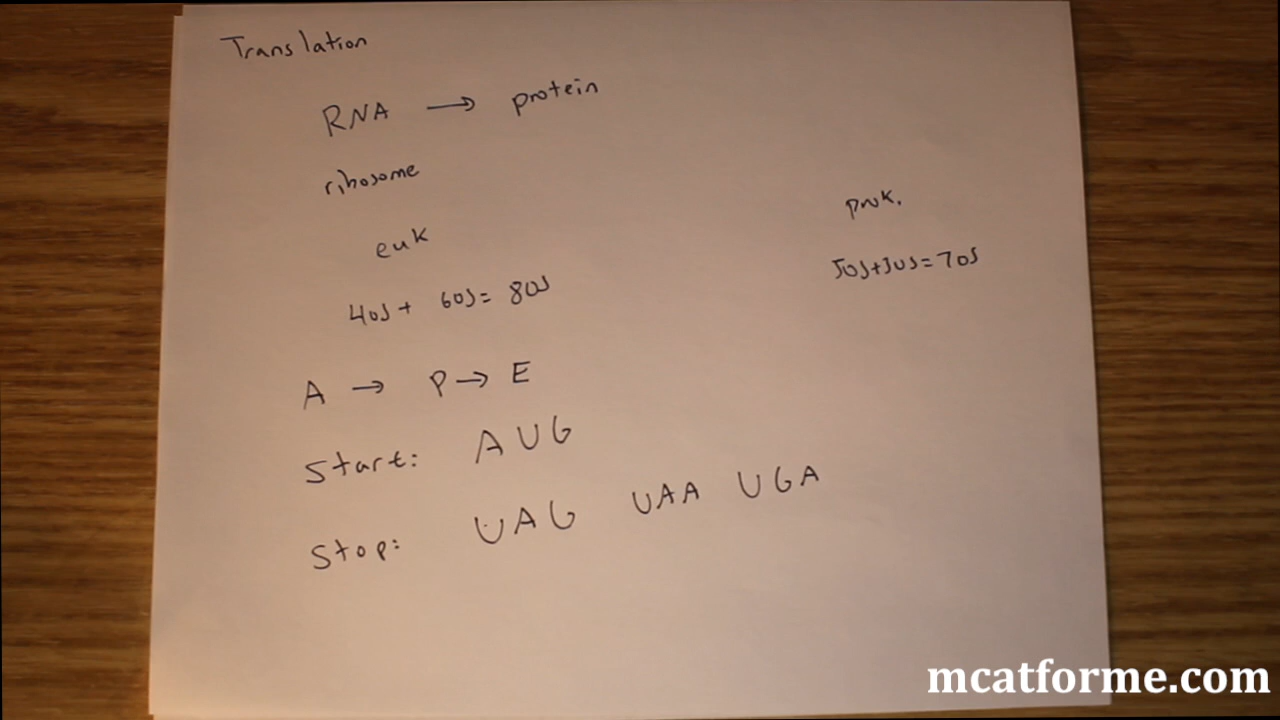 Translation
RNA → protein
ribosome
euk
prok.
40S + 60S = 80S
50S+30S=70S
A → P → E
Start: AUG
Stop: UAG UAA UGA
mcatforme.com